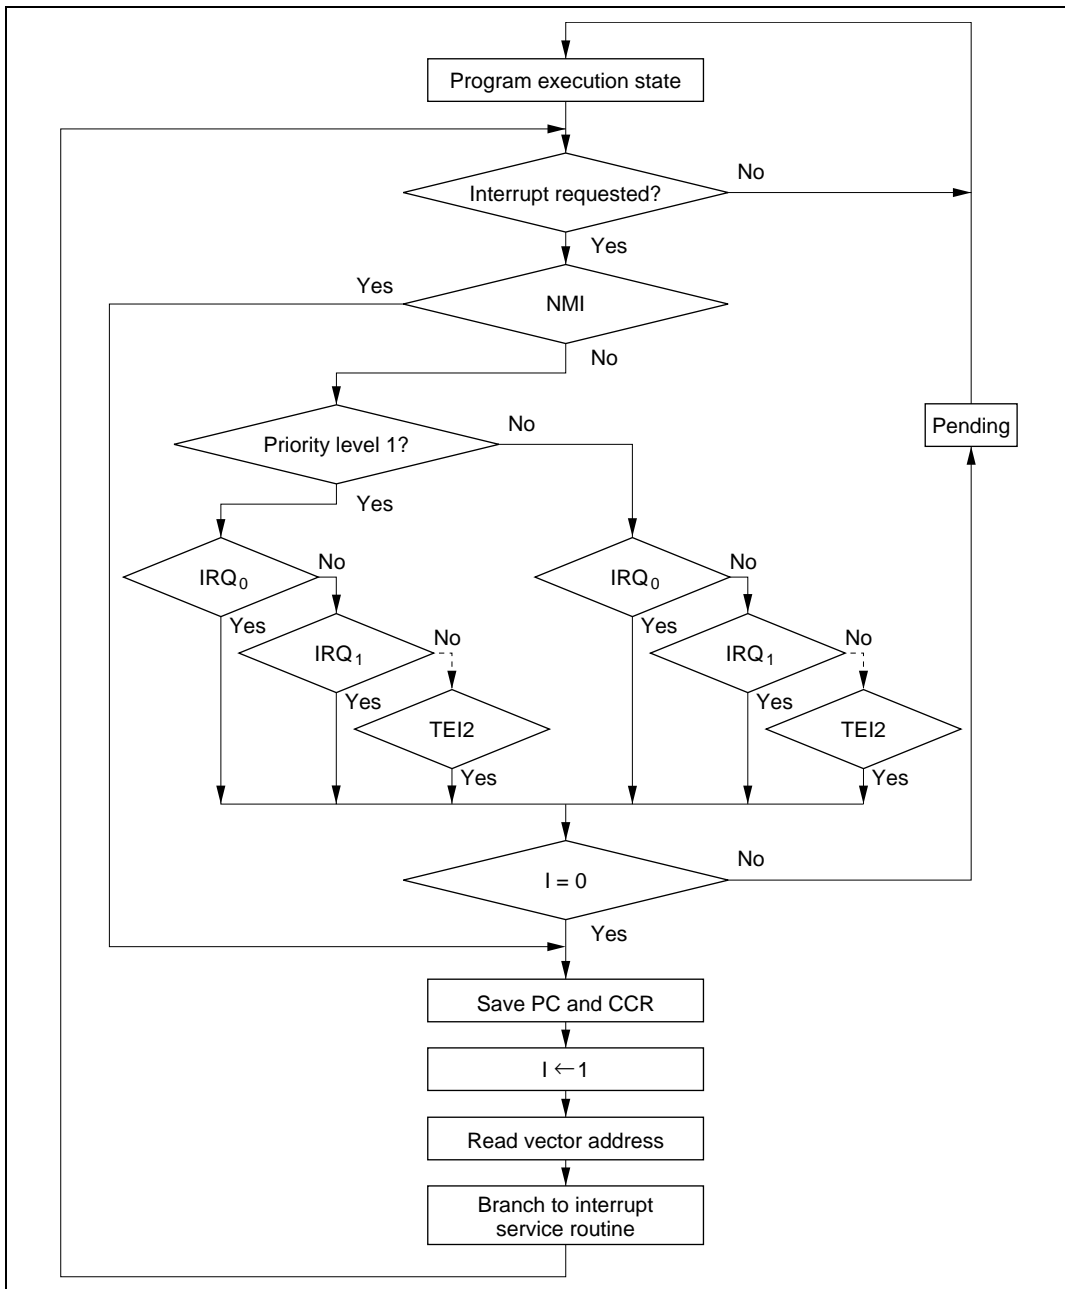 Program execution state
Interrupt requested?
No
Yes
Yes
NMI
No
Priority level 1?
No
Pending
Yes
IRQ0
No
IRQ0
No
Yes
IRQ1
No
Yes
IRQ1
No
Yes
TEI2
Yes
TEI2
Yes
Yes
I = 0
No
Yes
Save PC and CCR
I ← 1
Read vector address
Branch to interrupt
service routine